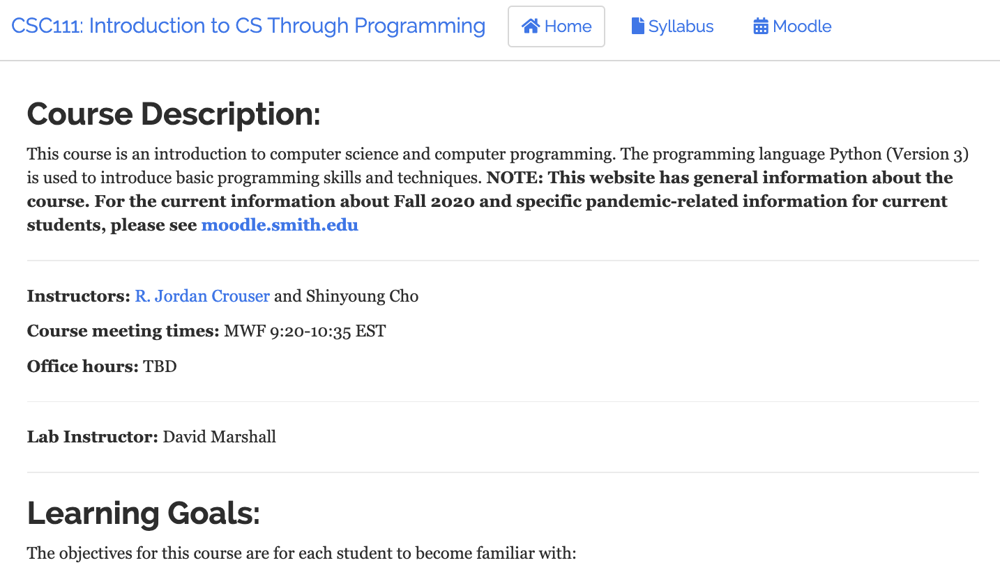 CSC111: Introduction to CS Through Programming Home Syllabus Moodle
Course Description:
This course is an introduction to computer science and computer programming. The programming language Python (Version 3)
is used to introduce basic programming skills and techniques. NOTE: This website has general information about the
course. For the current information about Fall 2020 and specific pandemic-related information for current
students, please see moodle.smith.edu
Instructors: R. Jordan Crouser and Shinyoung Cho
Course meeting times: MWF 9:20-10:35 EST
Office hours: TBD
Lab Instructor: David Marshall
Learning Goals:
The objectives for this course are for each student to become familiar with: